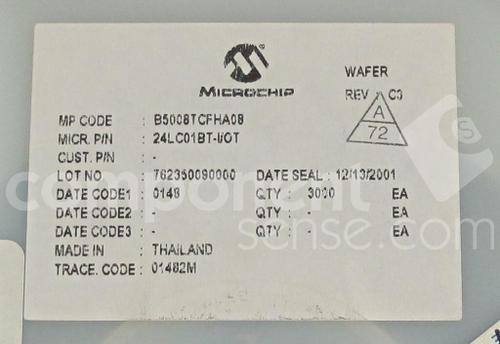 MICROCHIP
WAFER
REV : C0
A
72
MP CODE : B5008TCFHA08
MICR. P/N : 24LC01BT-I/OT
CUST. P/N : -
LOT NO : 762350090000 DATE SEAL : 12/13/2001
DATE CODE1 : 0148 QTY : 3000 EA
DATE CODE2 : - QTY : - EA
DATE CODE3 : - QTY : - EA
MADE IN : THAILAND
TRACE. CODE : 01482M
component
sense.com